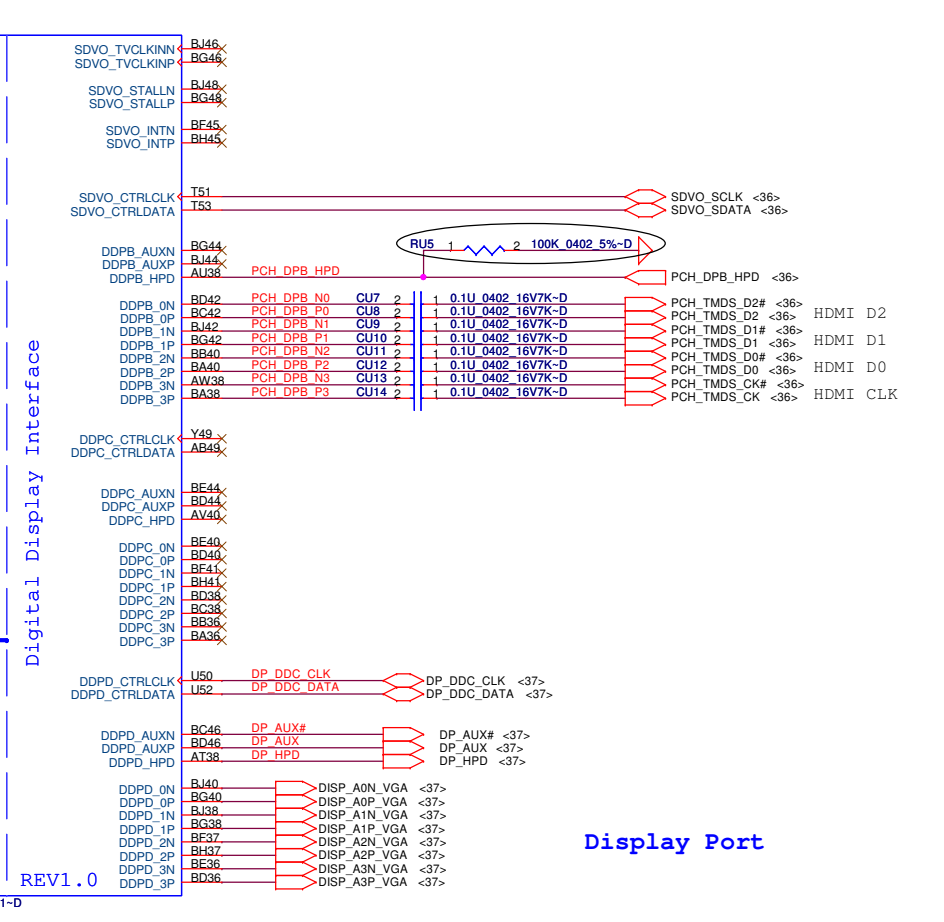 SDVO_TVCLKINN BJ46
SDVO_TVCLKINP BG46
SDVO_STALLN BJ48
SDVO_STALLP BG48
SDVO_INTN BF45
SDVO_INTP BH45
SDVO_CTRLCLK T51 SDVO_SCLK <36>
SDVO_CTRLDATA T53 SDVO_SDATA <36>
RU5 1 2 100K_0402_5%~D
DDPB_AUXN BG44
DDPB_AUXP BJ44
DDPB_HPD AU38 PCH_DPB_HPD PCH_DPB_HPD <36>
DDPB_0N BD42 PCH_DPB_N0 CU7 2 1 0.1U_0402_16V7K~D PCH_TMDS_D2# <36>
DDPB_0P BC42 PCH_DPB_P0 CU8 2 1 0.1U_0402_16V7K~D PCH_TMDS_D2 <36> HDMI D2
DDPB_1N BJ42 PCH_DPB_N1 CU9 2 1 0.1U_0402_16V7K~D PCH_TMDS_D1# <36>
DDPB_1P BG42 PCH_DPB_P1 CU10 2 1 0.1U_0402_16V7K~D PCH_TMDS_D1 <36> HDMI D1
DDPB_2N BB40 PCH_DPB_N2 CU11 2 1 0.1U_0402_16V7K~D PCH_TMDS_D0# <36>
DDPB_2P BA40 PCH_DPB_P2 CU12 2 1 0.1U_0402_16V7K~D PCH_TMDS_D0 <36> HDMI D0
DDPB_3N AW38 PCH_DPB_N3 CU13 2 1 0.1U_0402_16V7K~D PCH_TMDS_CK# <36>
DDPB_3P BA38 PCH_DPB_P3 CU14 2 1 0.1U_0402_16V7K~D PCH_TMDS_CK <36> HDMI CLK
Digital Display Interface
DDPC_CTRLCLK Y49
DDPC_CTRLDATA AB49
DDPC_AUXN BE44
DDPC_AUXP BD44
DDPC_HPD AV40
DDPC_0N BE40
DDPC_0P BD40
DDPC_1N BF41
DDPC_1P BH41
DDPC_2N BD38
DDPC_2P BC38
DDPC_3N BB36
DDPC_3P BA36
DDPD_CTRLCLK U50 DP_DDC_CLK DP_DDC_CLK <37>
DDPD_CTRLDATA U52 DP_DDC_DATA DP_DDC_DATA <37>
DDPD_AUXN BC46 DP_AUX# DP_AUX# <37>
DDPD_AUXP BD46 DP_AUX DP_AUX <37>
DDPD_HPD AT38 DP_HPD DP_HPD <37>
DDPD_0N BJ40 DISP_A0N_VGA <37>
DDPD_0P BG40 DISP_A0P_VGA <37>
DDPD_1N BJ38 DISP_A1N_VGA <37>
DDPD_1P BG38 DISP_A1P_VGA <37>
DDPD_2N BF37 DISP_A2N_VGA <37>
DDPD_2P BH37 DISP_A2P_VGA <37>
DDPD_3N BE36 DISP_A3N_VGA <37>
DDPD_3P BD36 DISP_A3P_VGA <37>
Display Port
REV1.0
1~D